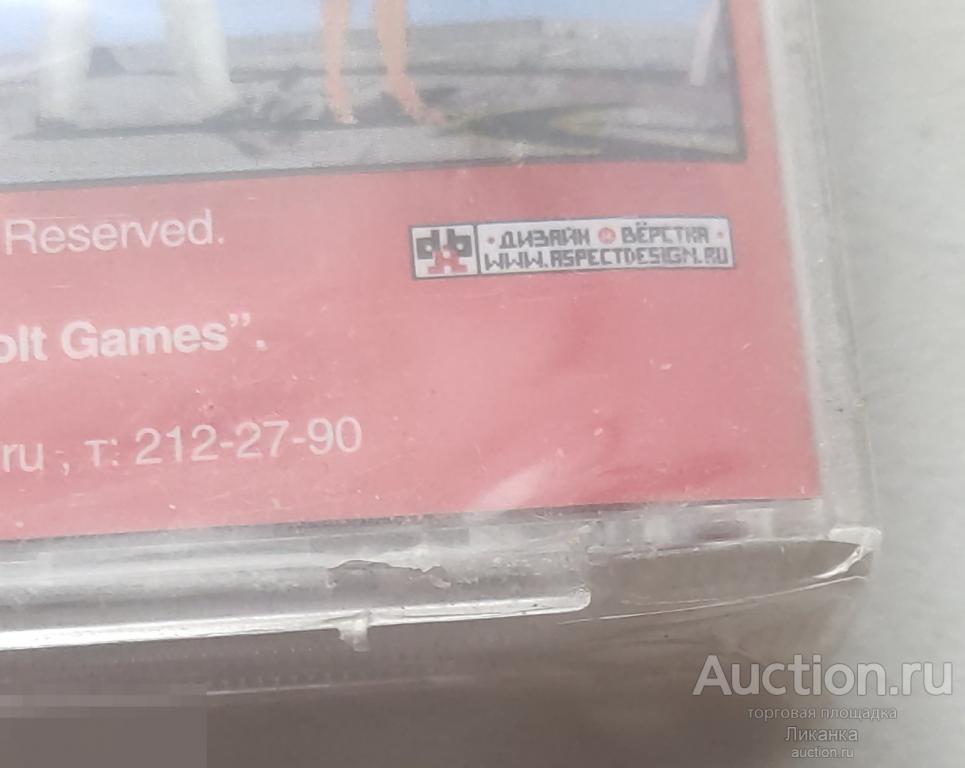 Reserved.
· ДИЗАЙН ВЁРСТКА ·
WWW.ASPECTDESIGN.RU
olt Games”.
ru , т: 212-27-90
Auction.ru
торговая площадка
Ликанка
auction.ru